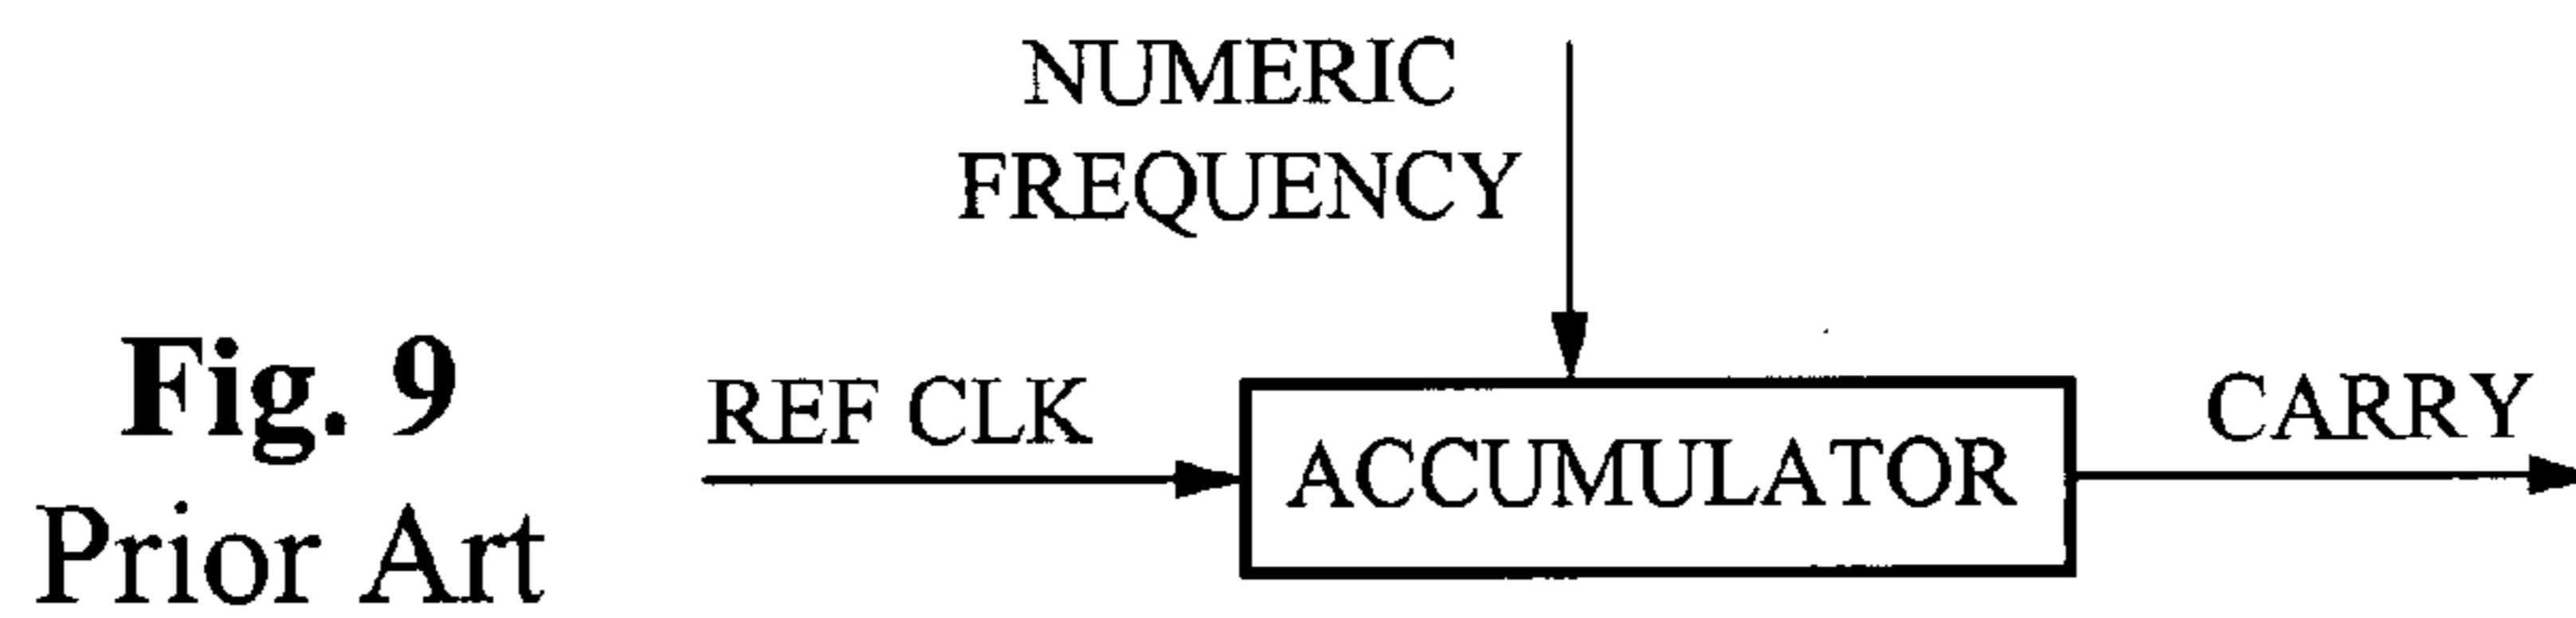 NUMERIC
FREQUENCY
Fig. 9
Prior Art
REF CLK
ACCUMULATOR
CARRY